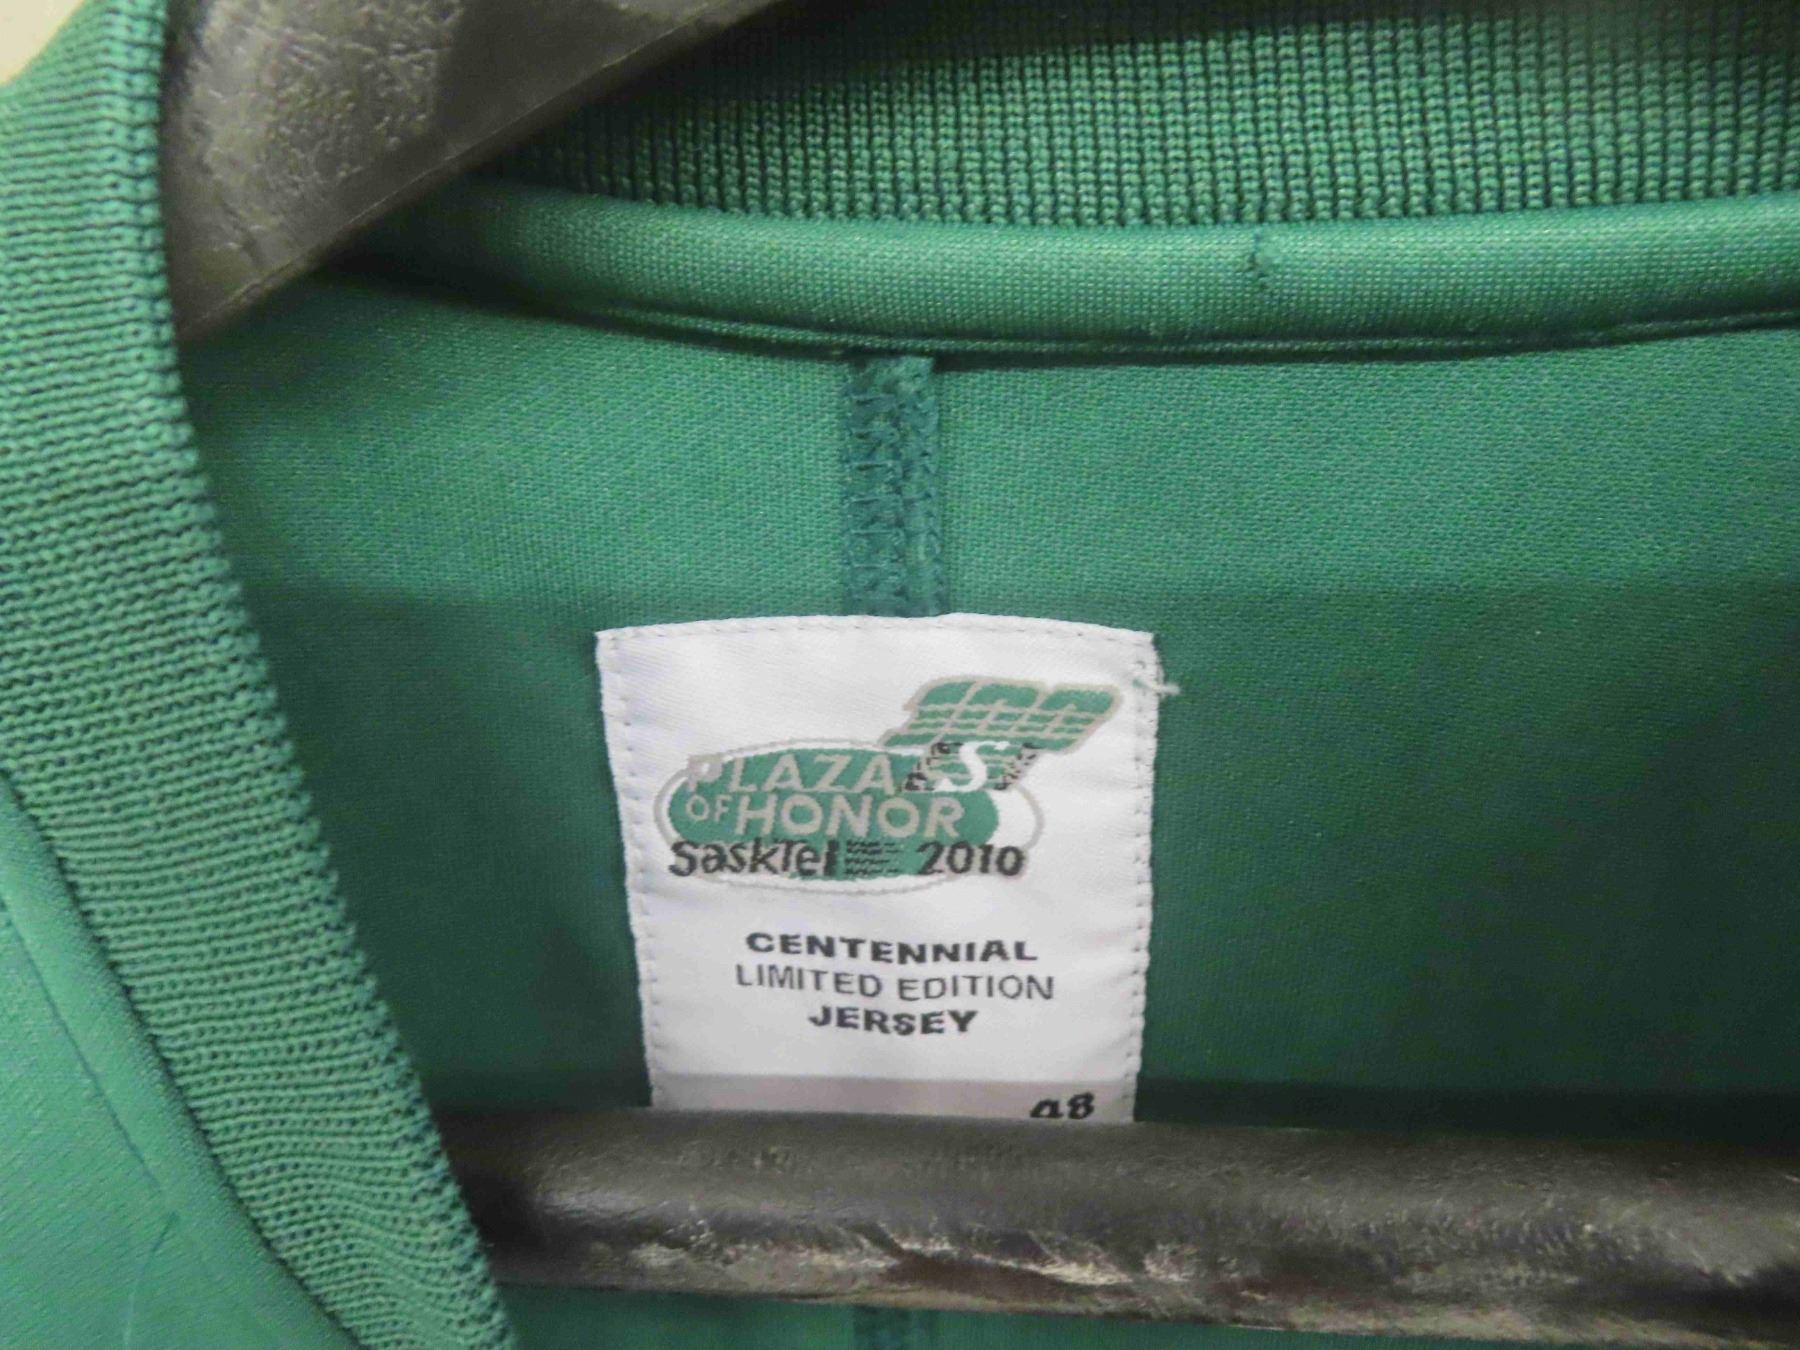 100
S
PLAZA
OF HONOR
SaskTel 2010
CENTENNIAL
LIMITED EDITION
JERSEY
48